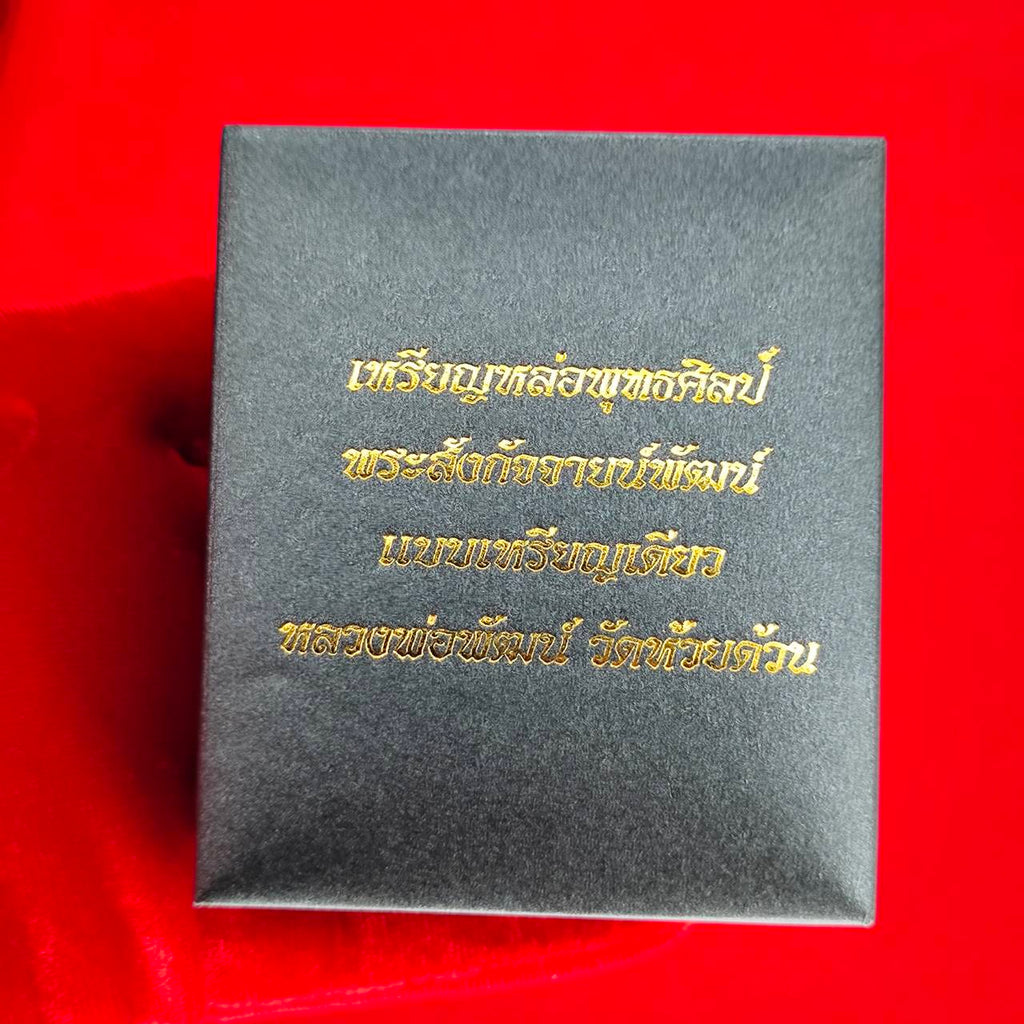 เหรียญหล่อพุทธศิลป์
พระสังกัจจายน์พัฒน์
แบบเหรียญเดียว
หลวงพ่อพัฒน์ วัดห้วยด้วน